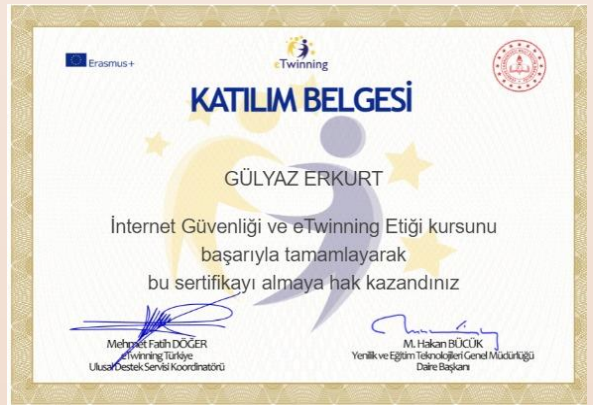 Erasmus+
eTwinning
KATILIM BELGESİ
GÜLYAZ ERKURT
İnternet Güvenliği ve eTwinning Etiği kursunu
başarıyla tamamlayarak
bu sertifikayı almaya hak kazandınız
Mehmet Fatih DÖĞER
eTwinning Türkiye
Ulusal Destek Servisi Koordinatörü
M. Hakan BÜCÜK
Yenilik ve Eğitim Teknolojileri Genel Müdürlüğü
Daire Başkanı